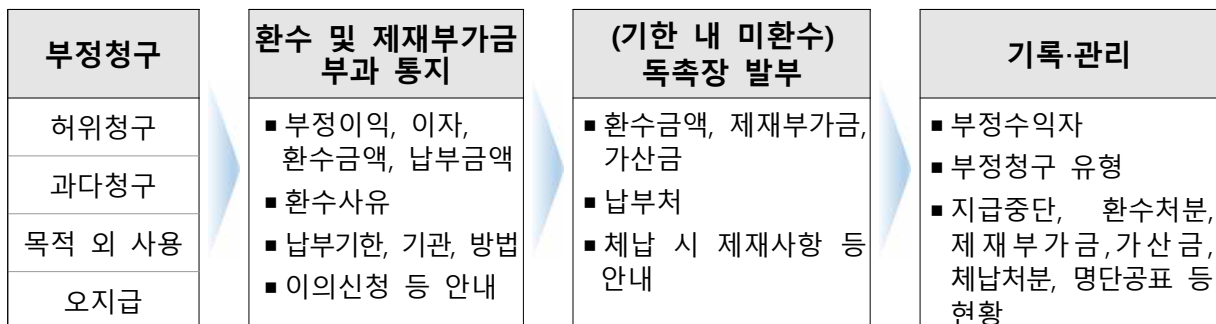 부정청구
허위청구
과다청구
목적 외 사용
오지급
환수 및 제재부가금
부과 통지
▪ 부정이익, 이자,
환수금액, 납부금액
▪ 환수사유
▪ 납부기한, 기관, 방법
▪ 이의신청 등 안내
(기한 내 미환수)
독촉장 발부
▪ 환수금액, 제재부가금,
가산금
▪ 납부처
▪ 체납 시 제재사항 등
안내
기록·관리
▪ 부정수익자
▪ 부정청구 유형
▪ 지급중단, 환수처분,
제재부가금,가산금,
체납처분, 명단공표 등
현황